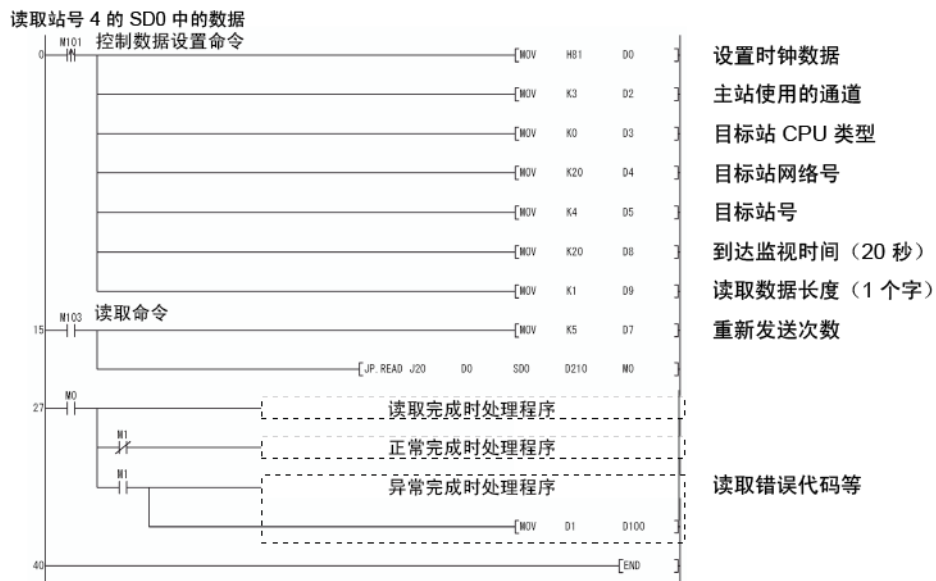 读取站号 4 的 SD0 中的数据
M101 控制数据设置命令
0 [MOV H81 D0 ] 设置时钟数据
[MOV K3 D2 ] 主站使用的通道
[MOV K0 D3 ] 目标站 CPU 类型
[MOV K20 D4 ] 目标站网络号
[MOV K4 D5 ] 目标站号
[MOV K20 D8 ] 到达监视时间（20 秒）
[MOV K1 D9 ] 读取数据长度（1 个字）
M103 读取命令
15 [MOV K5 D7 ] 重新发送次数
[JP.READ J20 D0 SD0 D210 M0 ]
M0
27 读取完成时处理程序
M1
正常完成时处理程序
M1
异常完成时处理程序 读取错误代码等
[MOV D1 D100 ]
40 [END ]